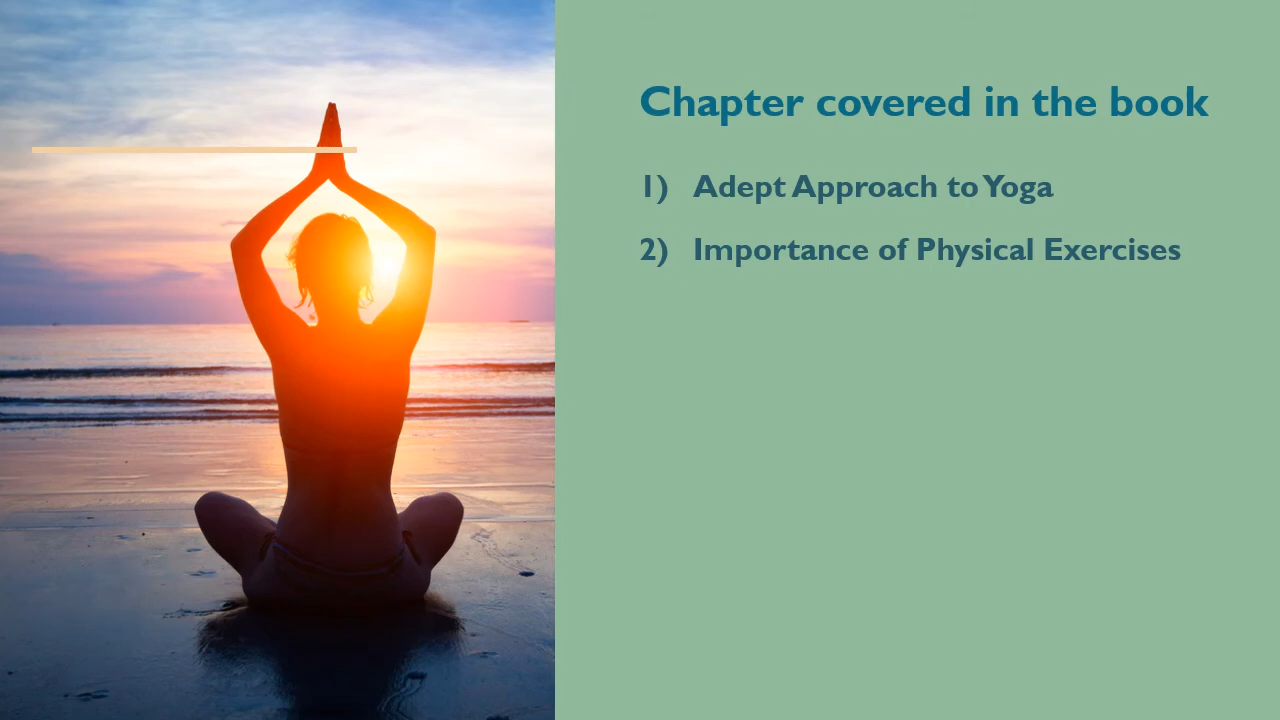 Chapter covered in the book
1) Adept Approach to Yoga
2) Importance of Physical Exercises